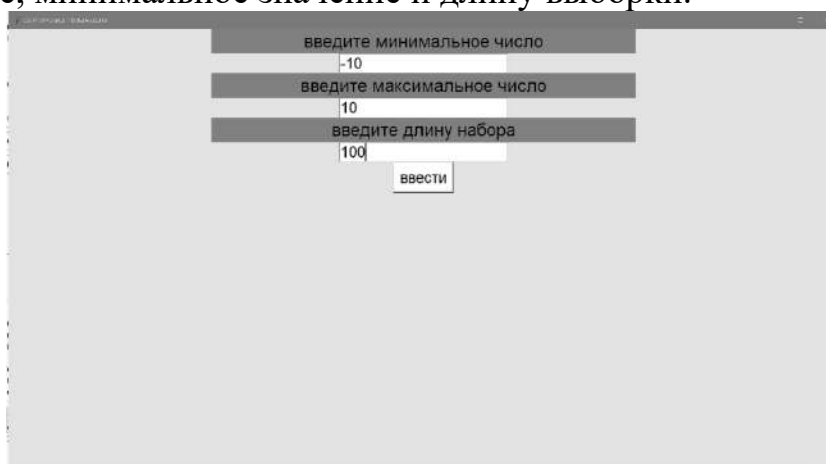 , минимальное значение и длину выборки.
введите минимальное число
-10
введите максимальное число
10
введите длину набора
100
ввести